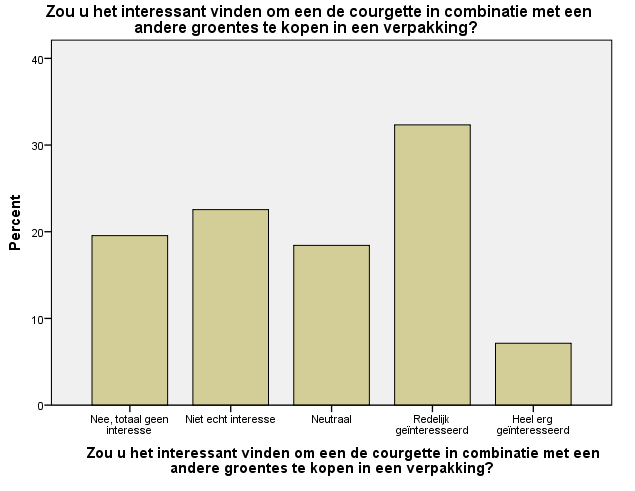 Zou u het interessant vinden om een de courgette in combinatie met een
andere groentes te kopen in een verpakking?
40
30
20
10
0
Percent
Nee, totaal geen
interesse
Niet echt interesse
Neutraal
Redelijk
geïnteresseerd
Heel erg
geïnteresseerd
Zou u het interessant vinden om een de courgette in combinatie met een
andere groentes te kopen in een verpakking?